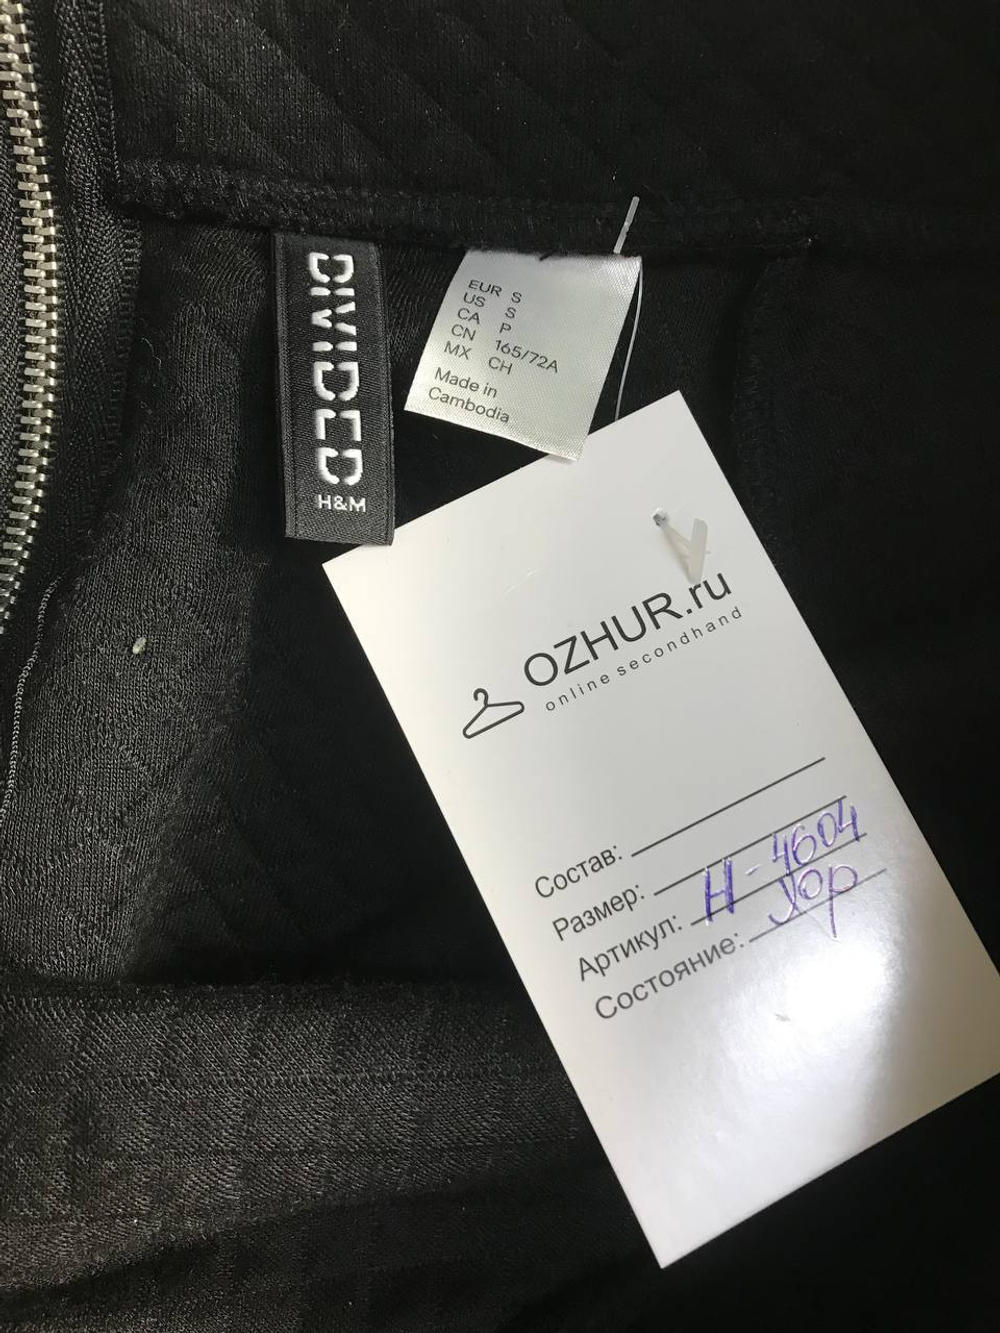 DIVIDED
H&M
EUR S
US S
CA P
CN 165/72A
MX CH
Made in
Cambodia
OZHUR.ru
online secondhand
Состав:
Размер:
Артикул: Н-4604
Состояние: хор